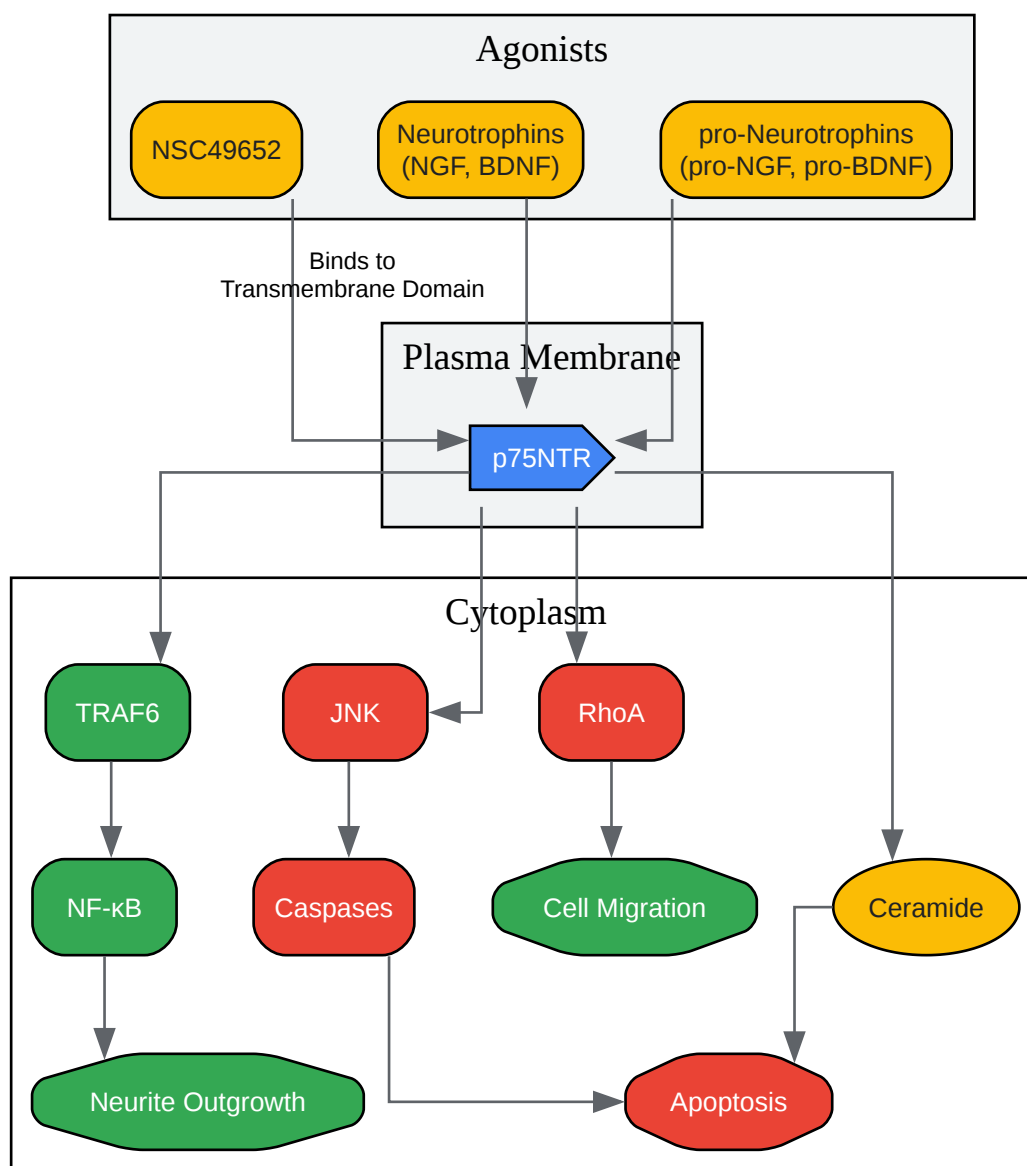 Agonists
NSC49652
Neurotrophins
(NGF, BDNF)
pro-Neurotrophins
(pro-NGF, pro-BDNF)
Binds to
Transmembrane Domain
Plasma Membrane
p75NTR
Cytoplasm
TRAF6
JNK
RhoA
NF-κB
Caspases
Cell Migration
Ceramide
Neurite Outgrowth
Apoptosis